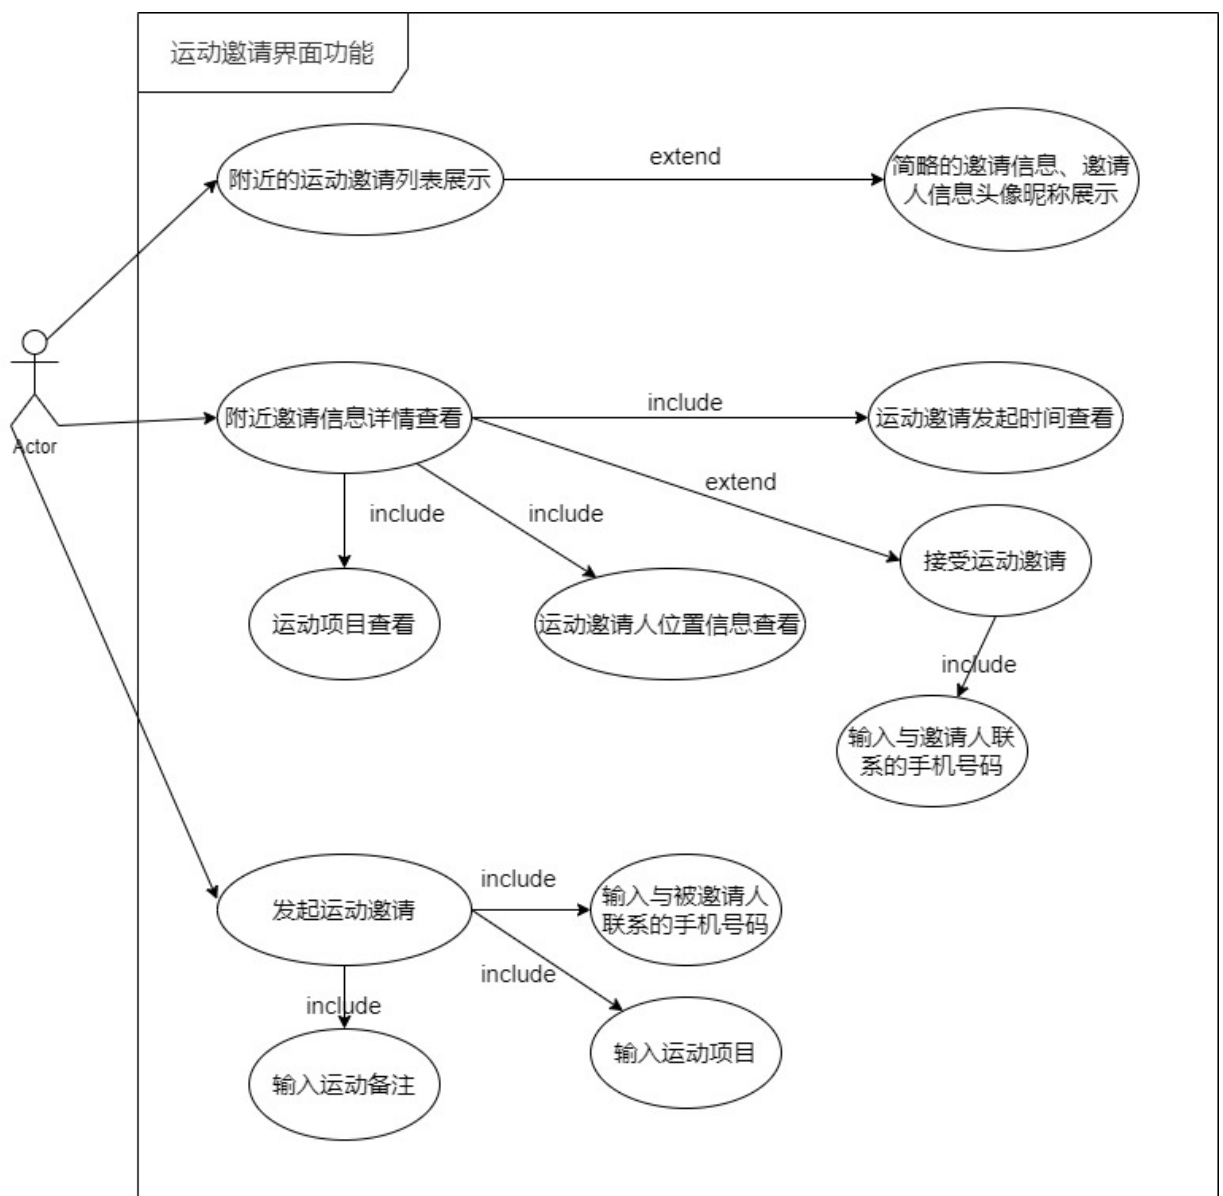 运动邀请界面功能
附近的运动邀请列表展示
extend
简略的邀请信息、邀请
人信息头像昵称展示
Actor
附近邀请信息详情查看
include
运动邀请发起时间查看
extend
include
include
接受运动邀请
运动项目查看
运动邀请人位置信息查看
include
输入与邀请人联
系的手机号码
发起运动邀请
include
输入与被邀请人
联系的手机号码
include
include
输入运动项目
输入运动备注